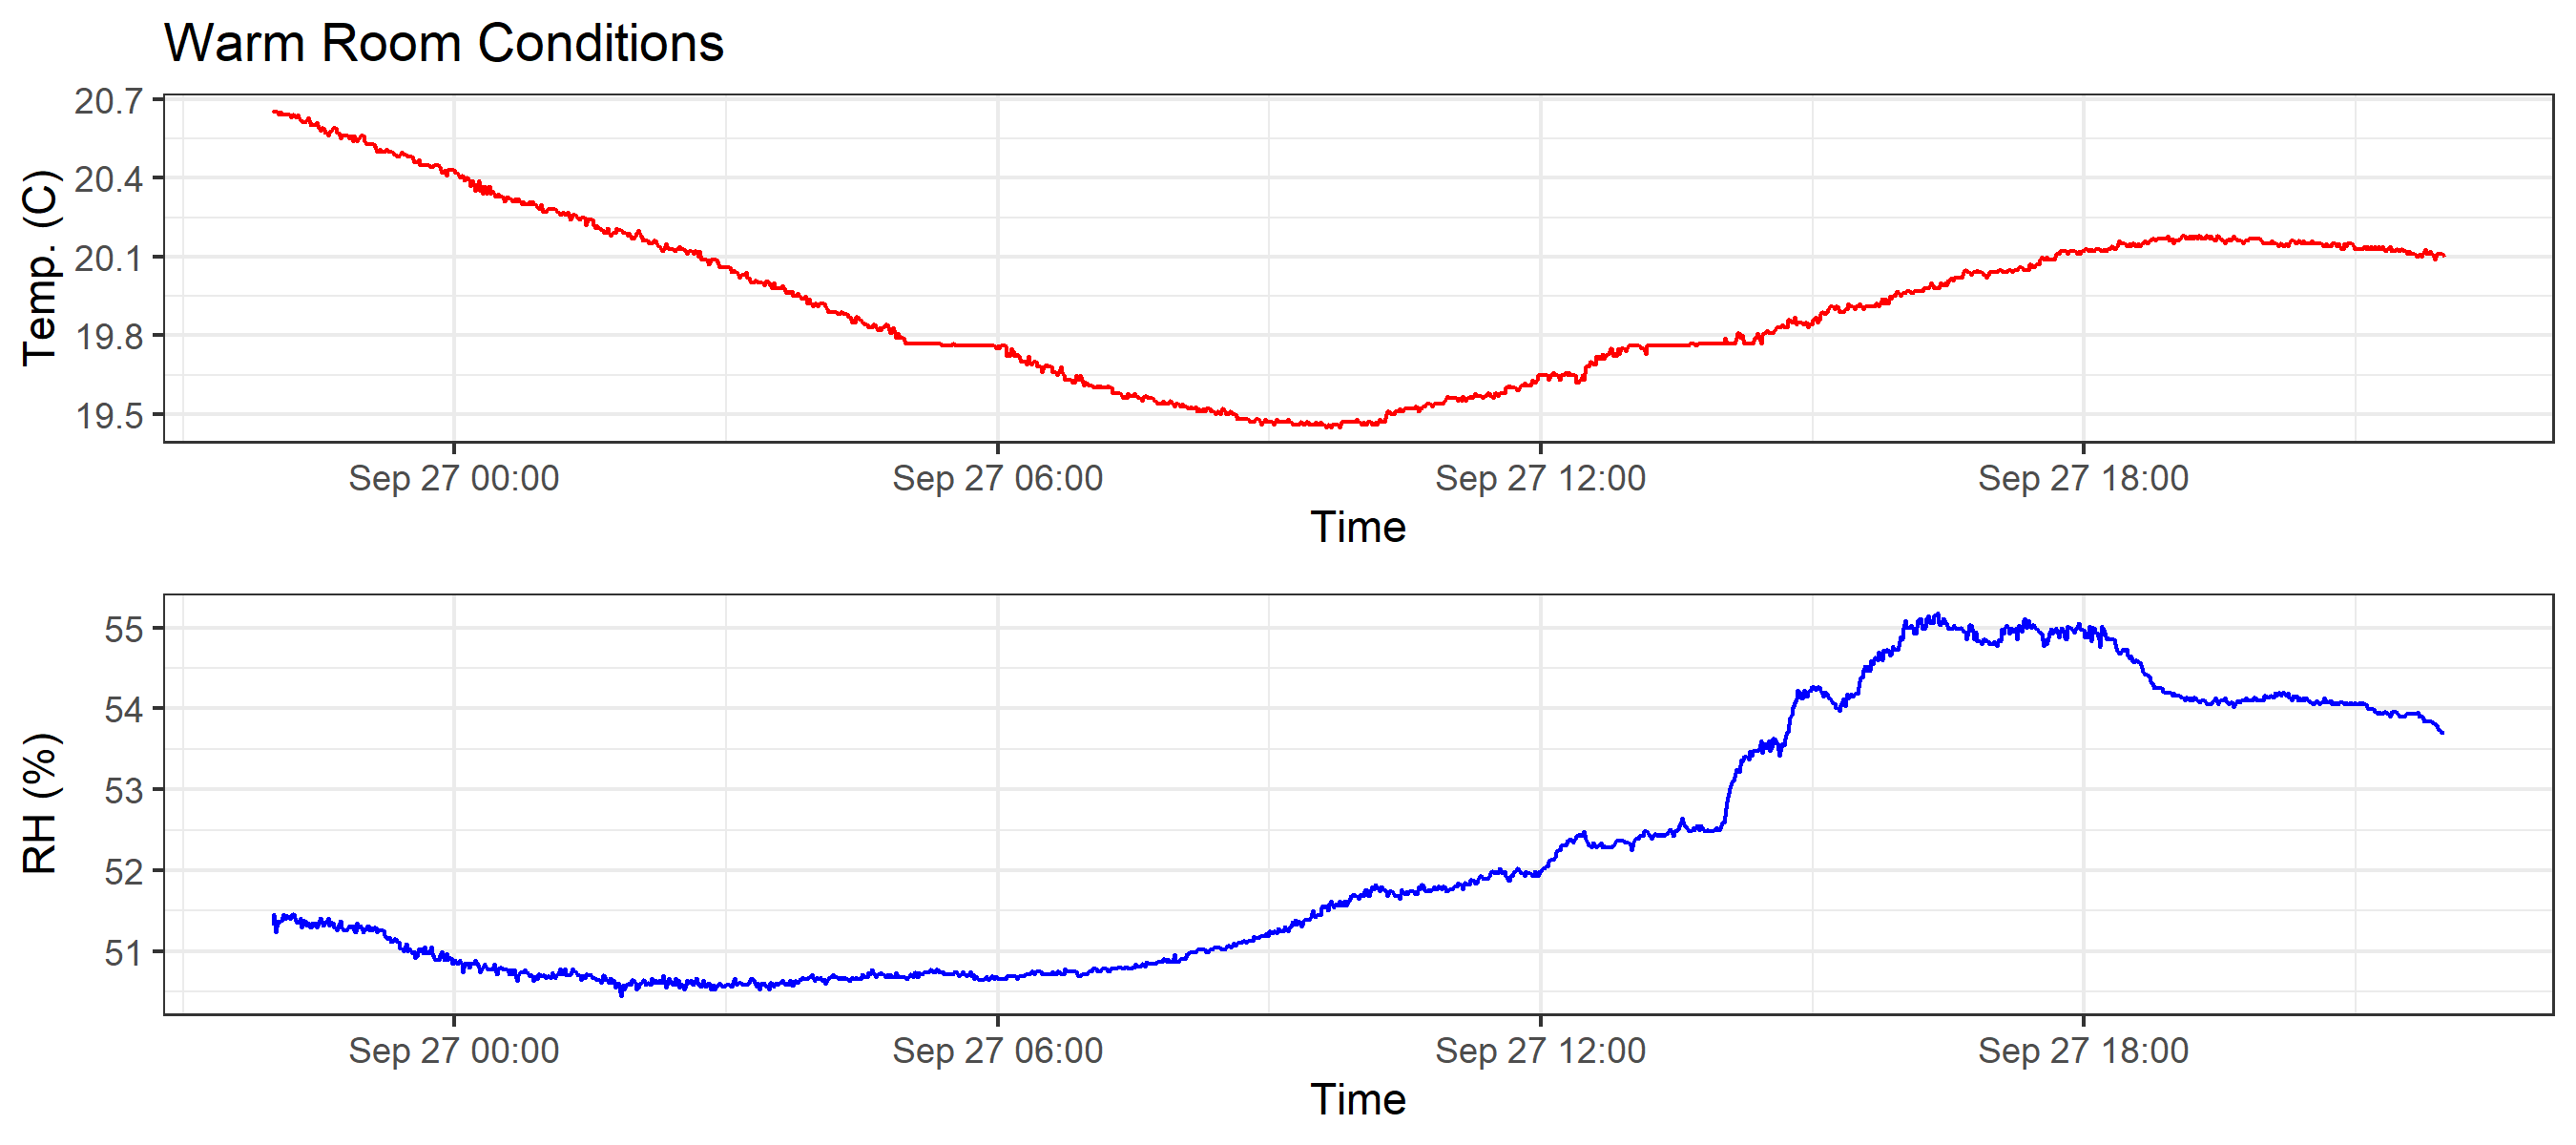 Warm Room Conditions
20.7
20.4
20.1
19.8
19.5
Temp. (C)
Sep 27 00:00 Sep 27 06:00 Sep 27 12:00 Sep 27 18:00
Time
55
54
53
52
51
RH (%)
Sep 27 00:00 Sep 27 06:00 Sep 27 12:00 Sep 27 18:00
Time